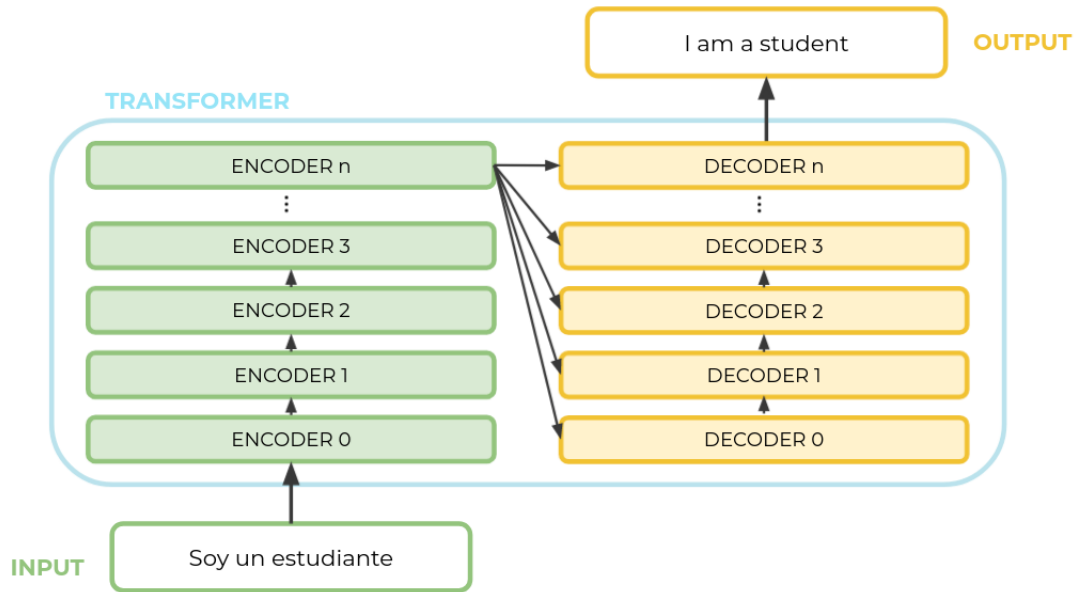 I am a student
OUTPUT
TRANSFORMER
ENCODER n
DECODER n
⋮
⋮
ENCODER 3
DECODER 3
ENCODER 2
DECODER 2
ENCODER 1
DECODER 1
ENCODER 0
DECODER 0
Soy un estudiante
INPUT